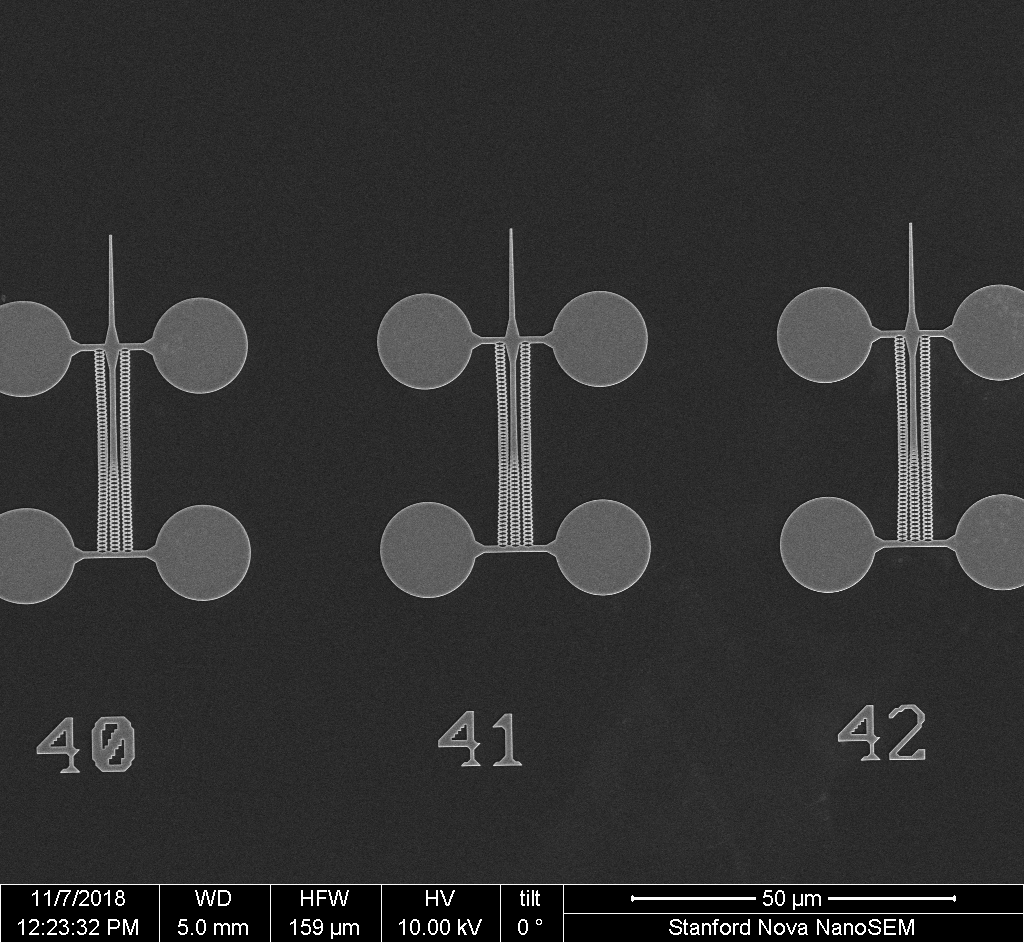 40 41 42
11/7/2018 WD HFW HV tilt 50 µm
12:23:32 PM 5.0 mm 159 µm 10.00 kV 0 ° Stanford Nova NanoSEM